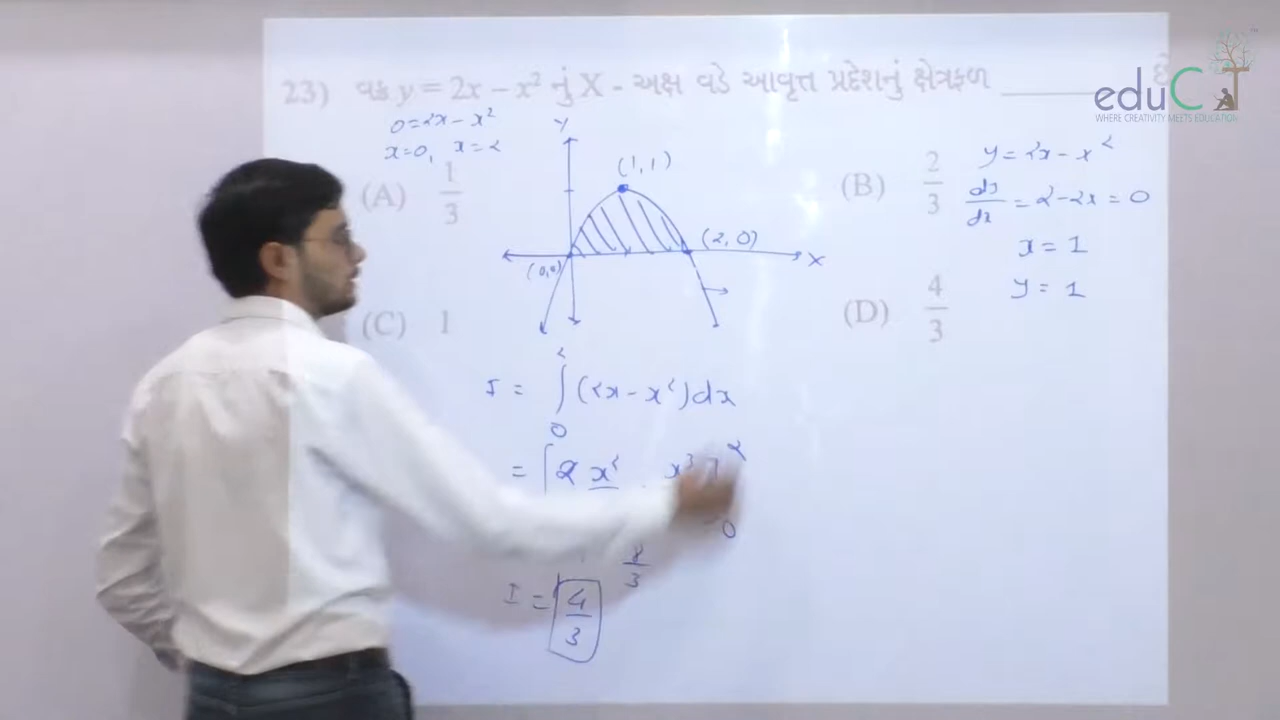 23) વક્ર y = 2x – x² નું X - અક્ષ વડે આવૃત્ત પ્રદેશનું ક્ષેત્રફળ ________
eduCT
WHERE CREATIVITY MEETS EDUCATION
0=2x-x²
x=0, x=2
(A) 1/3
(B) 2/3
(C) 1
(D) 4/3
Y
(1,1)
(2,0)
(0,0)
X
y=2x-x²
dy/dx = 2-2x = 0
x = 1
y = 1
I = ∫₀² (2x-x²)dx
= [2 x² x³]₀²
8/3
I = 4/3